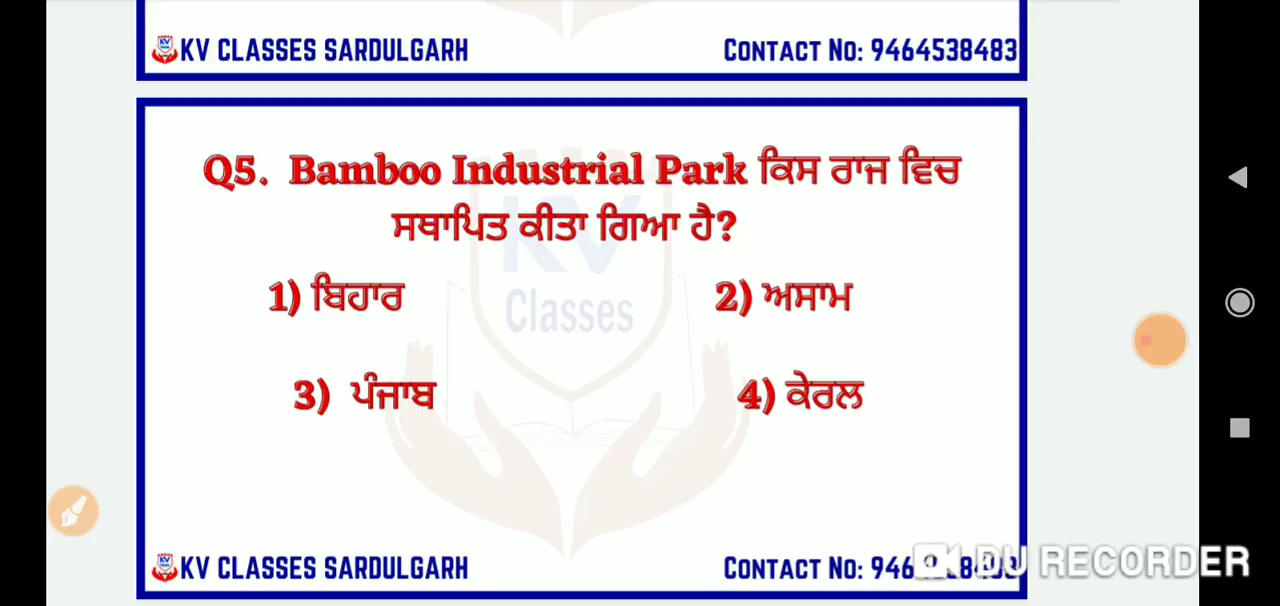 KV CLASSES SARDULGARH CONTACT NO: 9464538483
Q5. Bamboo Industrial Park ਕਿਸ ਰਾਜ ਵਿਚ
ਸਥਾਪਿਤ ਕੀਤਾ ਗਿਆ ਹੈ?
1) ਬਿਹਾਰ 2) ਅਸਾਮ
KV
Classes
3) ਪੰਜਾਬ 4) ਕੇਰਲ
KV CLASSES SARDULGARH CONTACT NO:
DU RECORDER